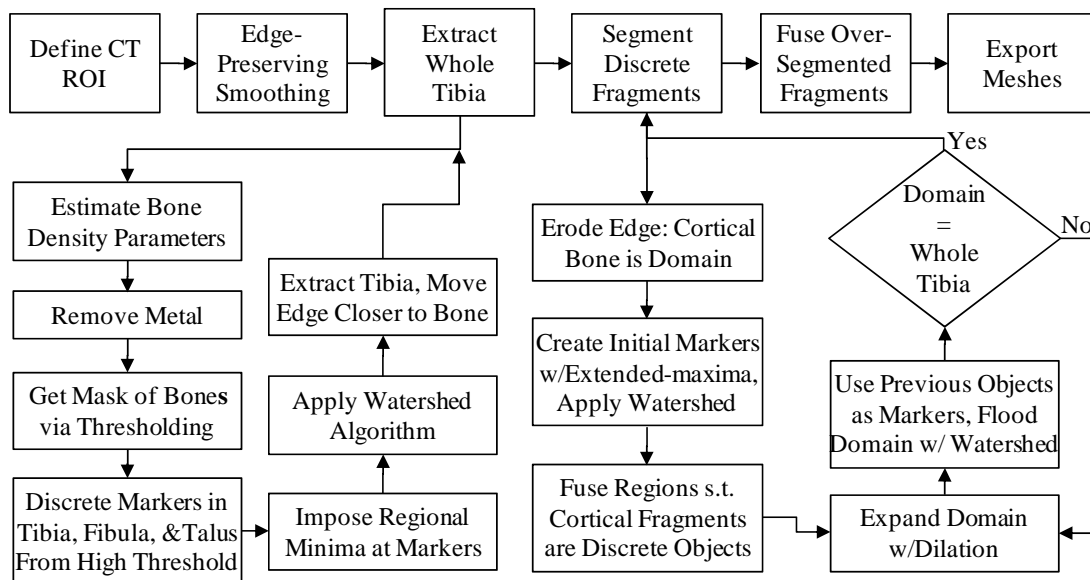 Define CT
ROI
Edge-
Preserving
Smoothing
Extract
Whole
Tibia
Segment
Discrete
Fragments
Fuse Over-
Segmented
Fragments
Export
Meshes
Estimate Bone
Density Parameters
Remove Metal
Get Mask of Bones
via Thresholding
Discrete Markers in
Tibia, Fibula, &Talus
From High Threshold
Impose Regional
Minima at Markers
Apply Watershed
Algorithm
Extract Tibia, Move
Edge Closer to Bone
Erode Edge: Cortical
Bone is Domain
Create Initial Markers
w/Extended-maxima,
Apply Watershed
Fuse Regions s.t.
Cortical Fragments
are Discrete Objects
Expand Domain
w/Dilation
Use Previous Objects
as Markers, Flood
Domain w/ Watershed
Domain
=
Whole
Tibia
Yes
No